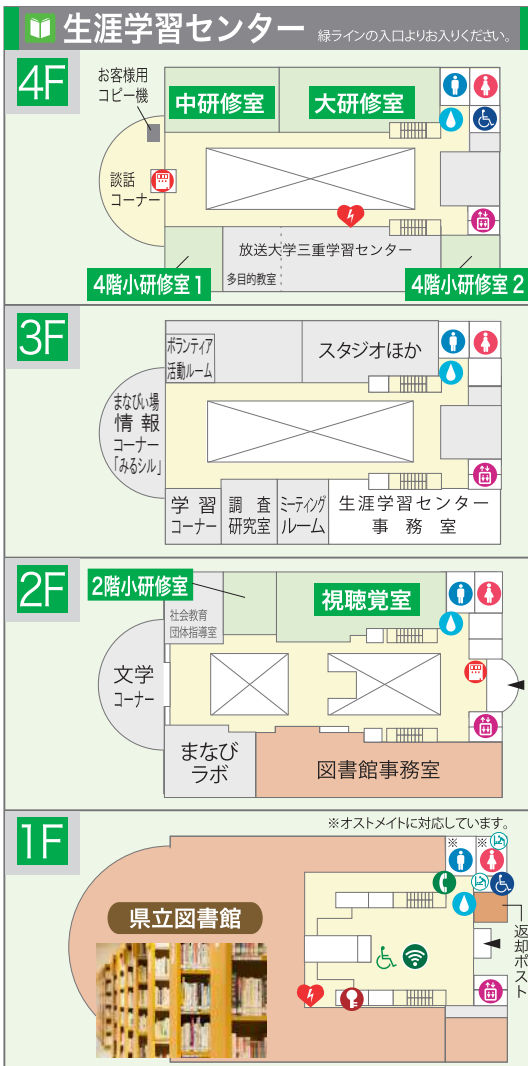 生涯学習センター
緑ラインの入口よりお入りください。
4F
お客様用
コピー機
中研修室
大研修室
談話
コーナー
放送大学三重学習センター
多目的教室
4階小研修室1
4階小研修室2
3F
ボランティア
活動ルーム
スタジオほか
まなびい場
情報
コーナー
「みるシル」
学習
コーナー
調査
研究室
ミーティング
ルーム
生涯学習センター
事務室
2F
2階小研修室
視聴覚室
社会教育
団体指導室
文学
コーナー
まなび
ラボ
図書館事務室
1F
※オストメイトに対応しています。
※
※
県立図書館
返却ポスト